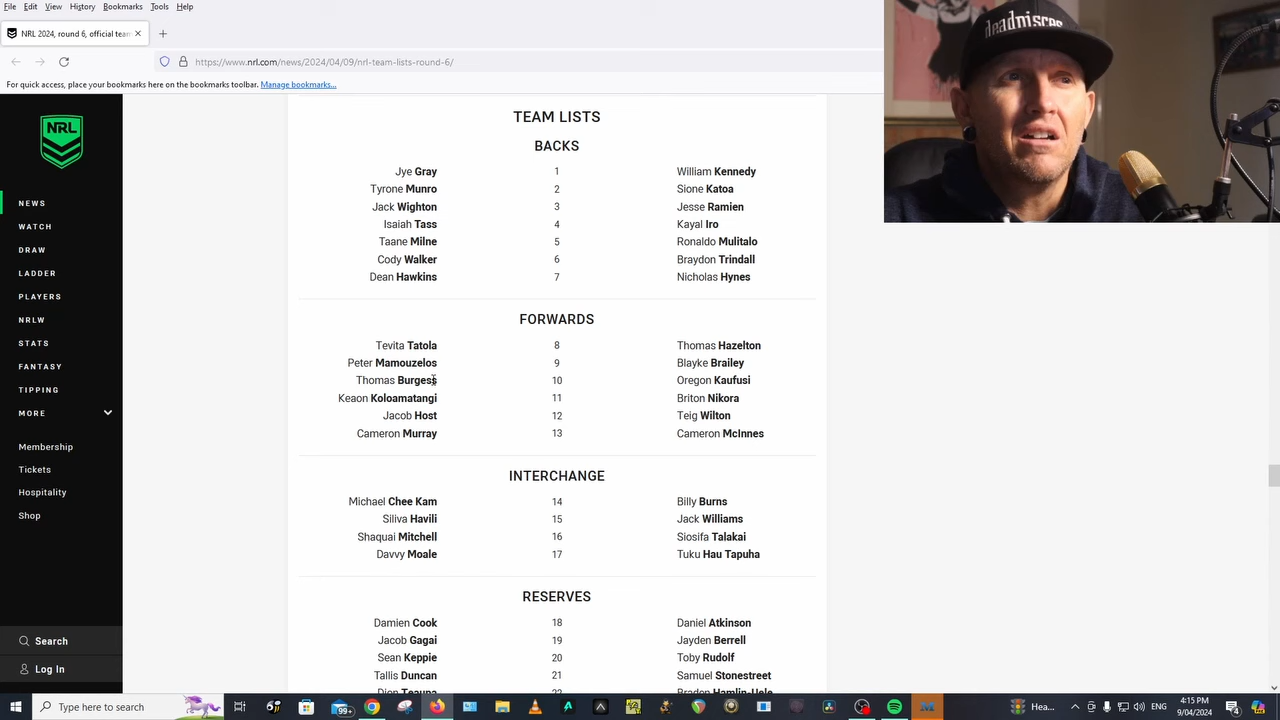 File Edit View History Bookmarks Tools Help
NRL 2024, round 6, official team
https://www.nrl.com/news/2024/04/09/nrl-team-lists-round-6/
For quick access, place your bookmarks here on the bookmarks toolbar. Manage bookmarks...
NRL
NEWS
WATCH
DRAW
LADDER
PLAYERS
NRLW
STATS
FANTASY
TIPPING
MORE
Membership
Tickets
Hospitality
Shop
Search
Log In
TEAM LISTS
BACKS
Jye Gray 1 William Kennedy
Tyrone Munro 2 Sione Katoa
Jack Wighton 3 Jesse Ramien
Isaiah Tass 4 Kayal Iro
Taane Milne 5 Ronaldo Mulitalo
Cody Walker 6 Braydon Trindall
Dean Hawkins 7 Nicholas Hynes
FORWARDS
Tevita Tatola 8 Thomas Hazelton
Peter Mamouzelos 9 Blayke Brailey
Thomas Burgess 10 Oregon Kaufusi
Keaon Koloamatangi 11 Briton Nikora
Jacob Host 12 Teig Wilton
Cameron Murray 13 Cameron McInnes
INTERCHANGE
Michael Chee Kam 14 Billy Burns
Siliva Havili 15 Jack Williams
Shaquai Mitchell 16 Siosifa Talakai
Davvy Moale 17 Tuku Hau Tapuha
RESERVES
Damien Cook 18 Daniel Atkinson
Jacob Gagai 19 Jayden Berrell
Sean Keppie 20 Toby Rudolf
Tallis Duncan 21 Samuel Stonestreet
Dion Teaupa 22 Braden Hamlin-Uele
Type here to search
99+
Hea...
ENG
4:15 PM
9/04/2024